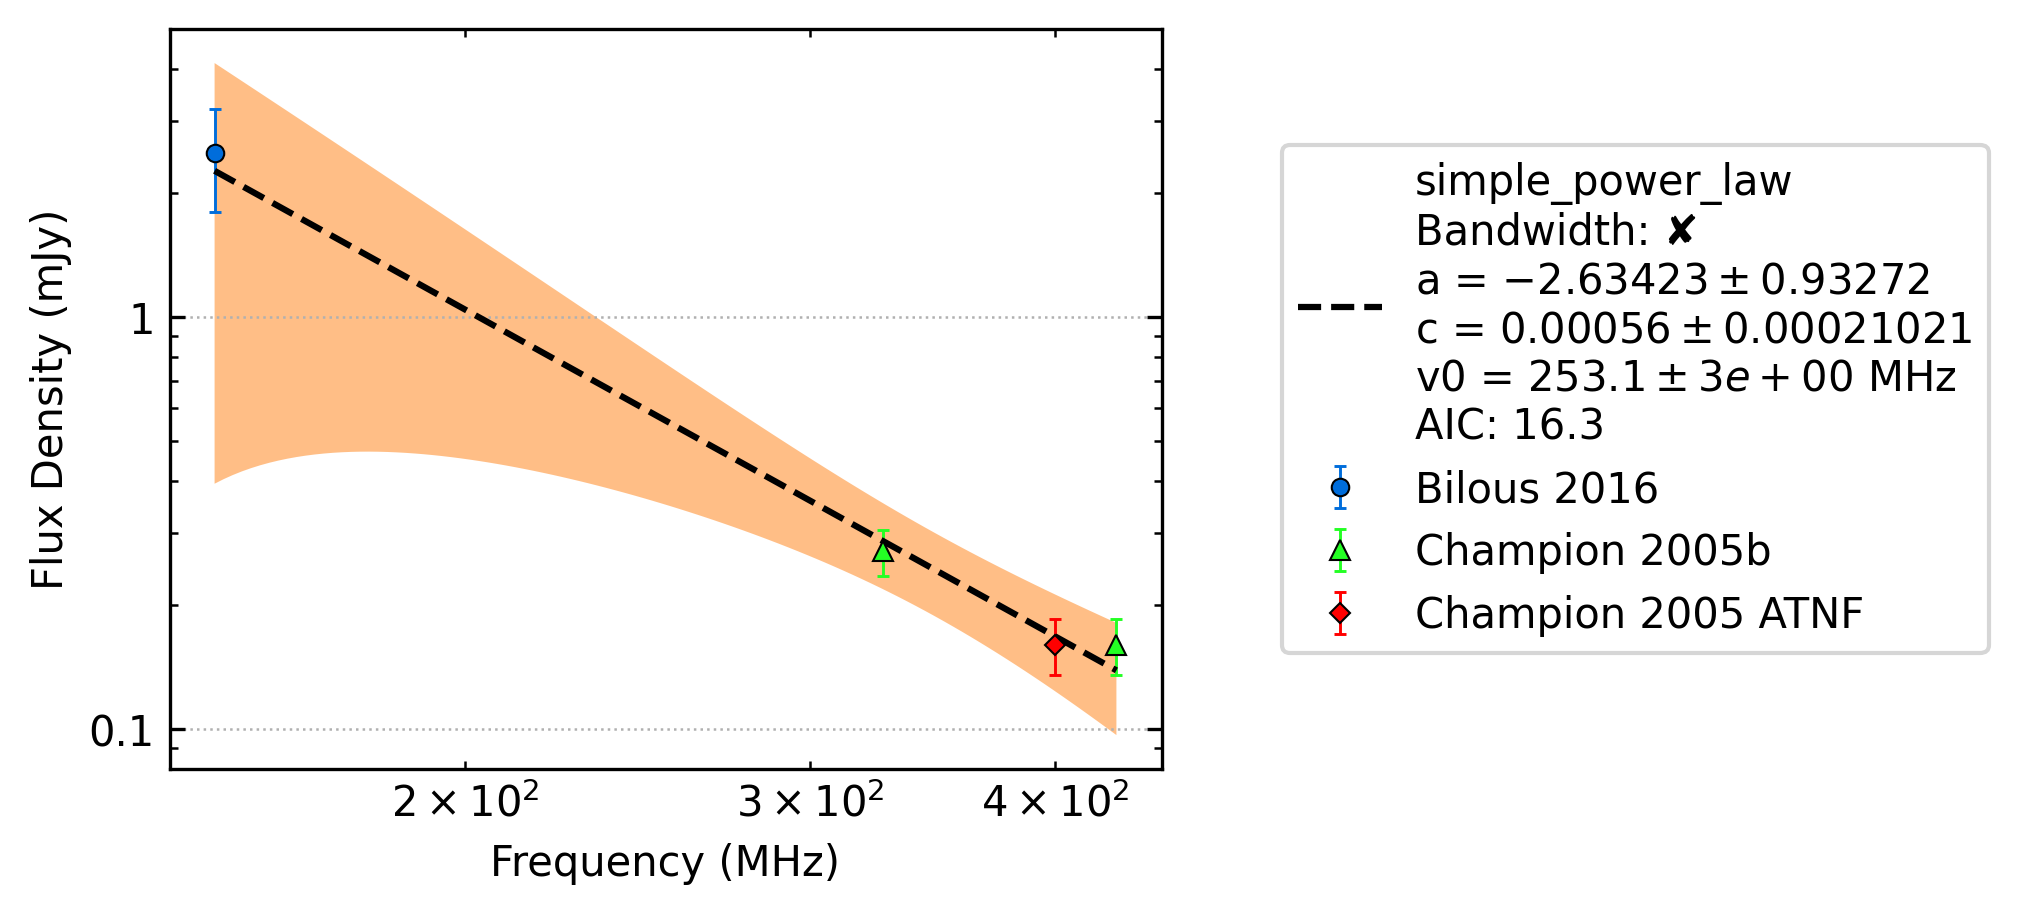 Flux Density (mJy)
1
0.1
2 × 10²
3 × 10²
4 × 10²
Frequency (MHz)
simple_power_law
Bandwidth: ✘
a = −2.63423 ± 0.93272
c = 0.00056 ± 0.00021021
v0 = 253.1 ± 3e + 00 MHz
AIC: 16.3
Bilous 2016
Champion 2005b
Champion 2005 ATNF